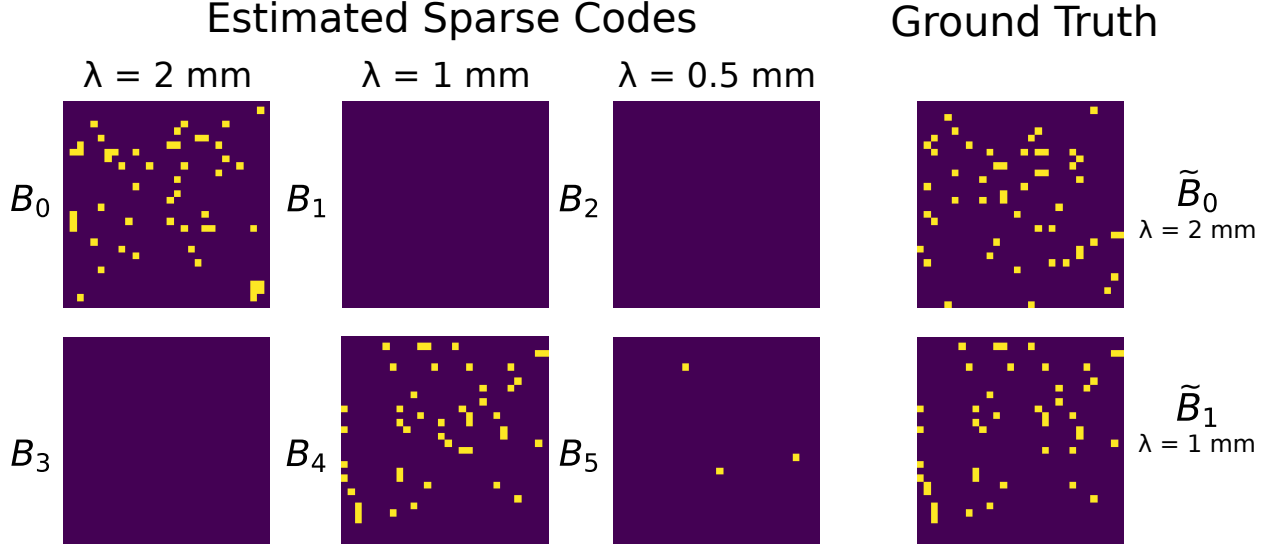 Estimated Sparse Codes
Ground Truth
λ = 2 mm
λ = 1 mm
λ = 0.5 mm
B₀
B₁
B₂
B̃₀
λ = 2 mm
B₃
B₄
B₅
B̃₁
λ = 1 mm